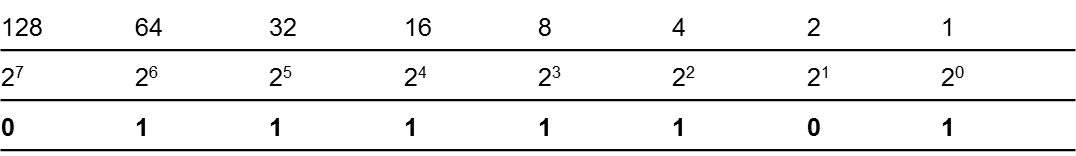 128 64 32 16 8 4 2 1
2⁷ 2⁶ 2⁵ 2⁴ 2³ 2² 2¹ 2⁰
0 1 1 1 1 1 0 1